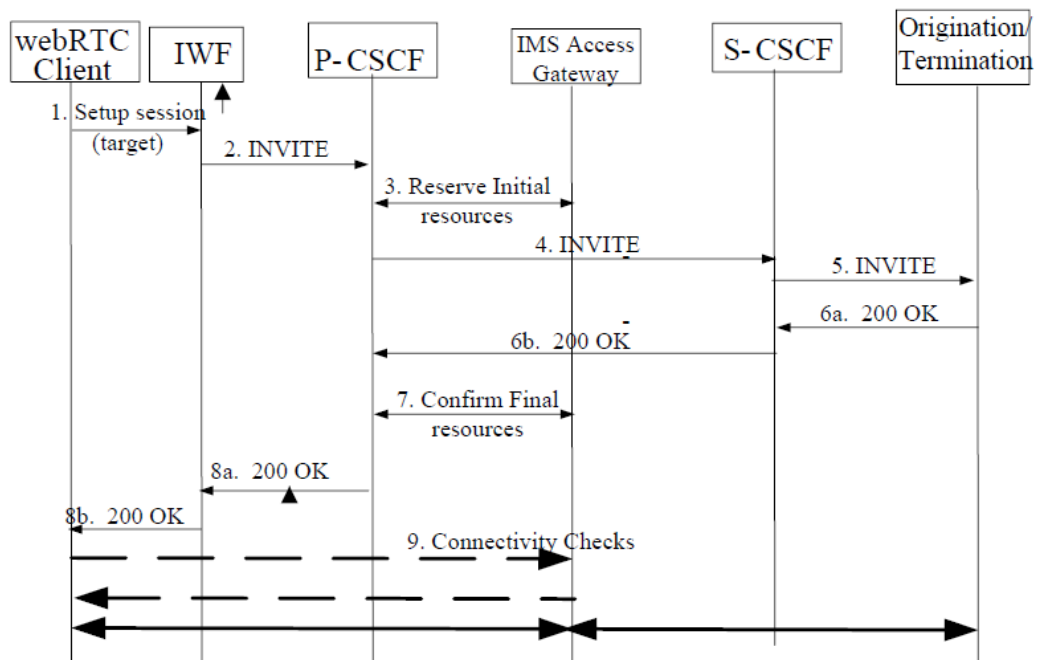 webRTC
Client
IWF
P- CSCF
IMS Access
Gateway
S- CSCF
Origination/
Termination
1. Setup session
(target)
2. INVITE
3. Reserve Initial
resources
4. INVITE
5. INVITE
6a. 200 OK
6b. 200 OK
7. Confirm Final
resources
8a. 200 OK
8b. 200 OK
9. Connectivity Checks